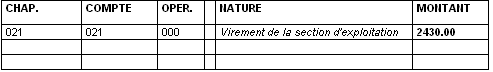 CHAP. COMPTE OPER. NATURE MONTANT
021 021 000 Virement de la section d'exploitation 2430.00